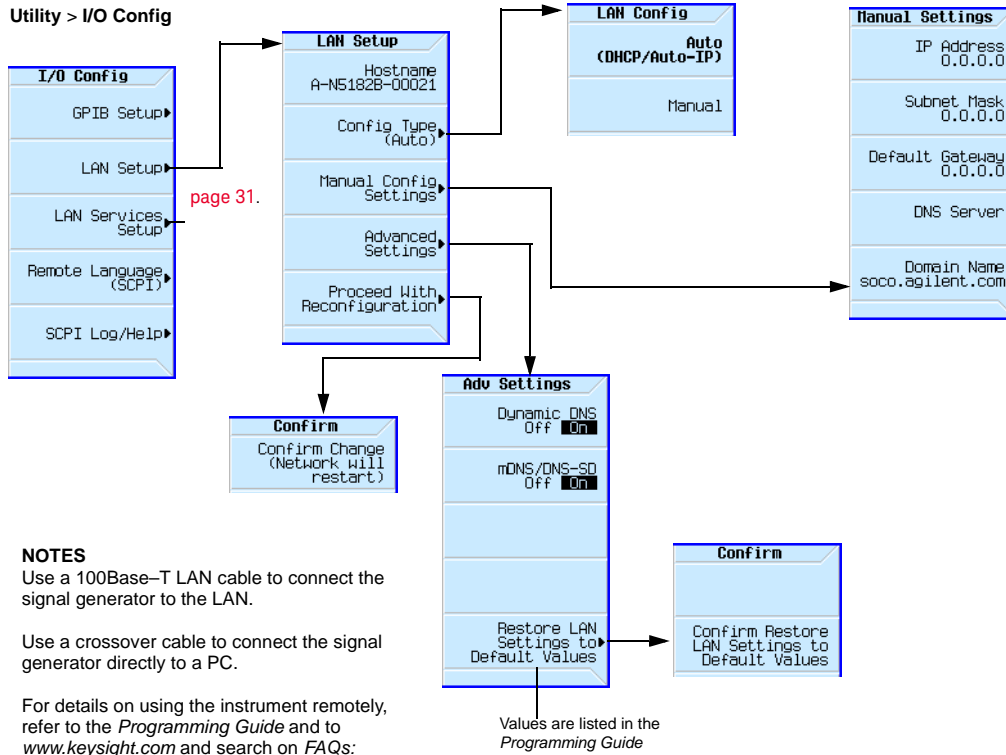 Utility > I/O Config
I/O Config
GPIB Setup
LAN Setup
LAN Services
Setup
Remote Language
(SCPI)
SCPI Log/Help
page 31.
LAN Setup
Hostname
A-N5182B-00021
Config Type
(Auto)
Manual Config
Settings
Advanced
Settings
Proceed With
Reconfiguration
LAN Config
Auto
(DHCP/Auto-IP)
Manual
Manual Settings
IP Address
0.0.0.0
Subnet Mask
0.0.0.0
Default Gateway
0.0.0.0
DNS Server
Domain Name
soco.agilent.com
Confirm
Confirm Change
(Network will
restart)
Adv Settings
Dynamic DNS
Off On
mDNS/DNS-SD
Off On
Restore LAN
Settings to
Default Values
Confirm
Confirm Restore
LAN Settings to
Default Values
Values are listed in the
Programming Guide
NOTES
Use a 100Base–T LAN cable to connect the
signal generator to the LAN.
Use a crossover cable to connect the signal
generator directly to a PC.
For details on using the instrument remotely,
refer to the Programming Guide and to
www.keysight.com and search on FAQs: